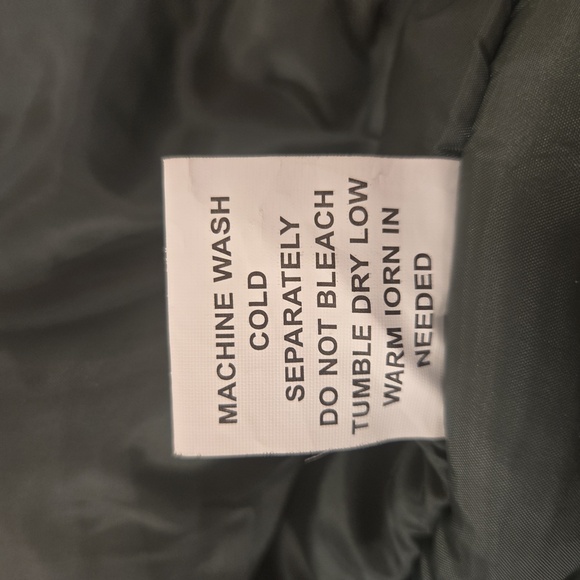 MACHINE WASH
COLD
SEPARATELY
DO NOT BLEACH
TUMBLE DRY LOW
WARM IORN IN
NEEDED